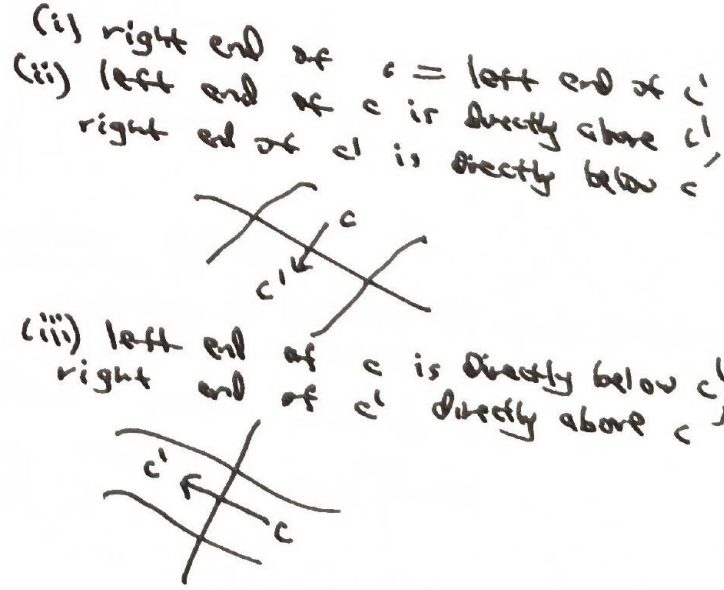 (i) right end of c = left end of c'
(ii) left end of c is directly above c'
right end of c' is directly below c
c
c'
(iii) left end of c is directly below c',
right end of c' directly above c
c'
c